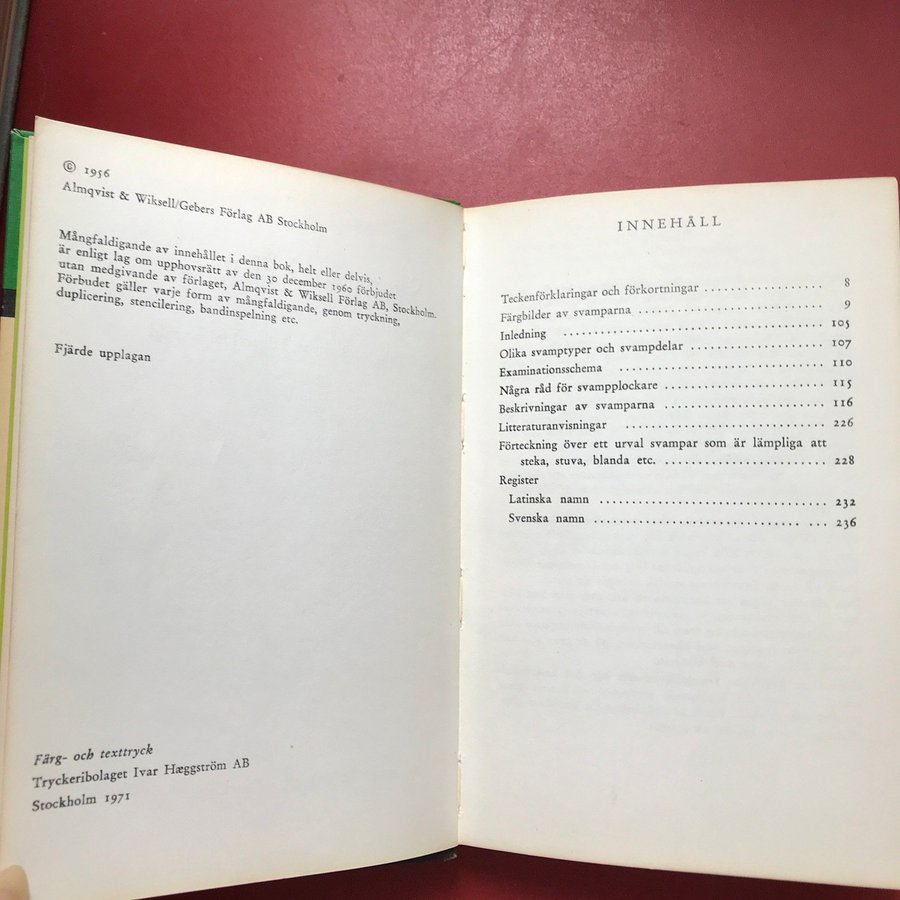 © 1956
Almqvist & Wiksell/Gebers Förlag AB Stockholm
Mångfaldigande av innehållet i denna bok, helt eller delvis,
är enligt lag om upphovsrätt av den 30 december 1960 förbjudet
utan medgivande av förlaget, Almqvist & Wiksell Förlag AB, Stockholm.
Förbudet gäller varje form av mångfaldigande, genom tryckning,
duplicering, stencilering, bandinspelning etc.
Fjärde upplagan
Färg- och texttryck
Tryckeribolaget Ivar Hæggström AB
Stockholm 1971
INNEHÅLL
Teckenförklaringar och förkortningar ................... 8
Färgbilder av svamparna ............................. 9
Inledning ........................................ 105
Olika svamptyper och svampdelar ..................... 107
Examinationsschema ................................ 110
Några råd för svampplockare ......................... 115
Beskrivningar av svamparna .......................... 116
Litteraturanvisningar ............................... 226
Förteckning över ett urval svampar som är lämpliga att
steka, stuva, blanda etc. ......................... 228
Register
Latinska namn .................................... 232
Svenska namn ................................ ... 236